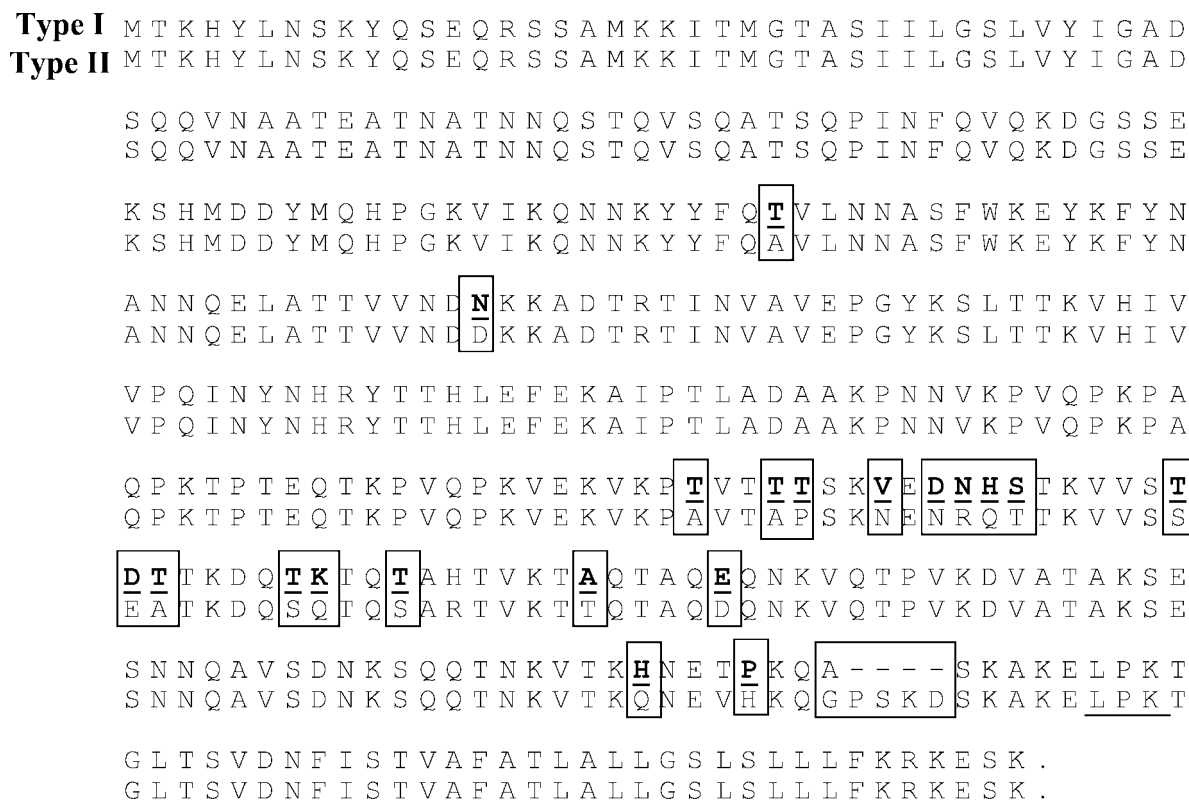 Type I M T K H Y L N S K Y Q S E Q R S S A M K K I T M G T A S I I L G S L V Y I G A D
Type II M T K H Y L N S K Y Q S E Q R S S A M K K I T M G T A S I I L G S L V Y I G A D
S Q Q V N A A T E A T N A T N N Q S T Q V S Q A T S Q P I N F Q V Q K D G S S E
S Q Q V N A A T E A T N A T N N Q S T Q V S Q A T S Q P I N F Q V Q K D G S S E
K S H M D D Y M Q H P G K V I K Q N N K Y Y F Q T V L N N A S F W K E Y K F Y N
K S H M D D Y M Q H P G K V I K Q N N K Y Y F Q A V L N N A S F W K E Y K F Y N
A N N Q E L A T T V V N D N K K A D T R T I N V A V E P G Y K S L T T K V H I V
A N N Q E L A T T V V N D D K K A D T R T I N V A V E P G Y K S L T T K V H I V
V P Q I N Y N H R Y T T H L E F E K A I P T L A D A A K P N N V K P V Q P K P A
V P Q I N Y N H R Y T T H L E F E K A I P T L A D A A K P N N V K P V Q P K P A
Q P K T P T E Q T K P V Q P K V E K V K P T V T T T S K V E D N H S T K V V S T
Q P K T P T E Q T K P V Q P K V E K V K P A V T A P S K N E N R Q T T K V V S S
D T T K D Q T K T Q T A H T V K T A Q T A Q E Q N K V Q T P V K D V A T A K S E
E A T K D Q S Q T Q S A R T V K T T Q T A Q D Q N K V Q T P V K D V A T A K S E
S N N Q A V S D N K S Q Q T N K V T K H N E T P K Q A - - - - S K A K E L P K T
S N N Q A V S D N K S Q Q T N K V T K Q N E V H K Q G P S K D S K A K E L P K T
G L T S V D N F I S T V A F A T L A L L G S L S L L L F K R K E S K .
G L T S V D N F I S T V A F A T L A L L G S L S L L L F K R K E S K .